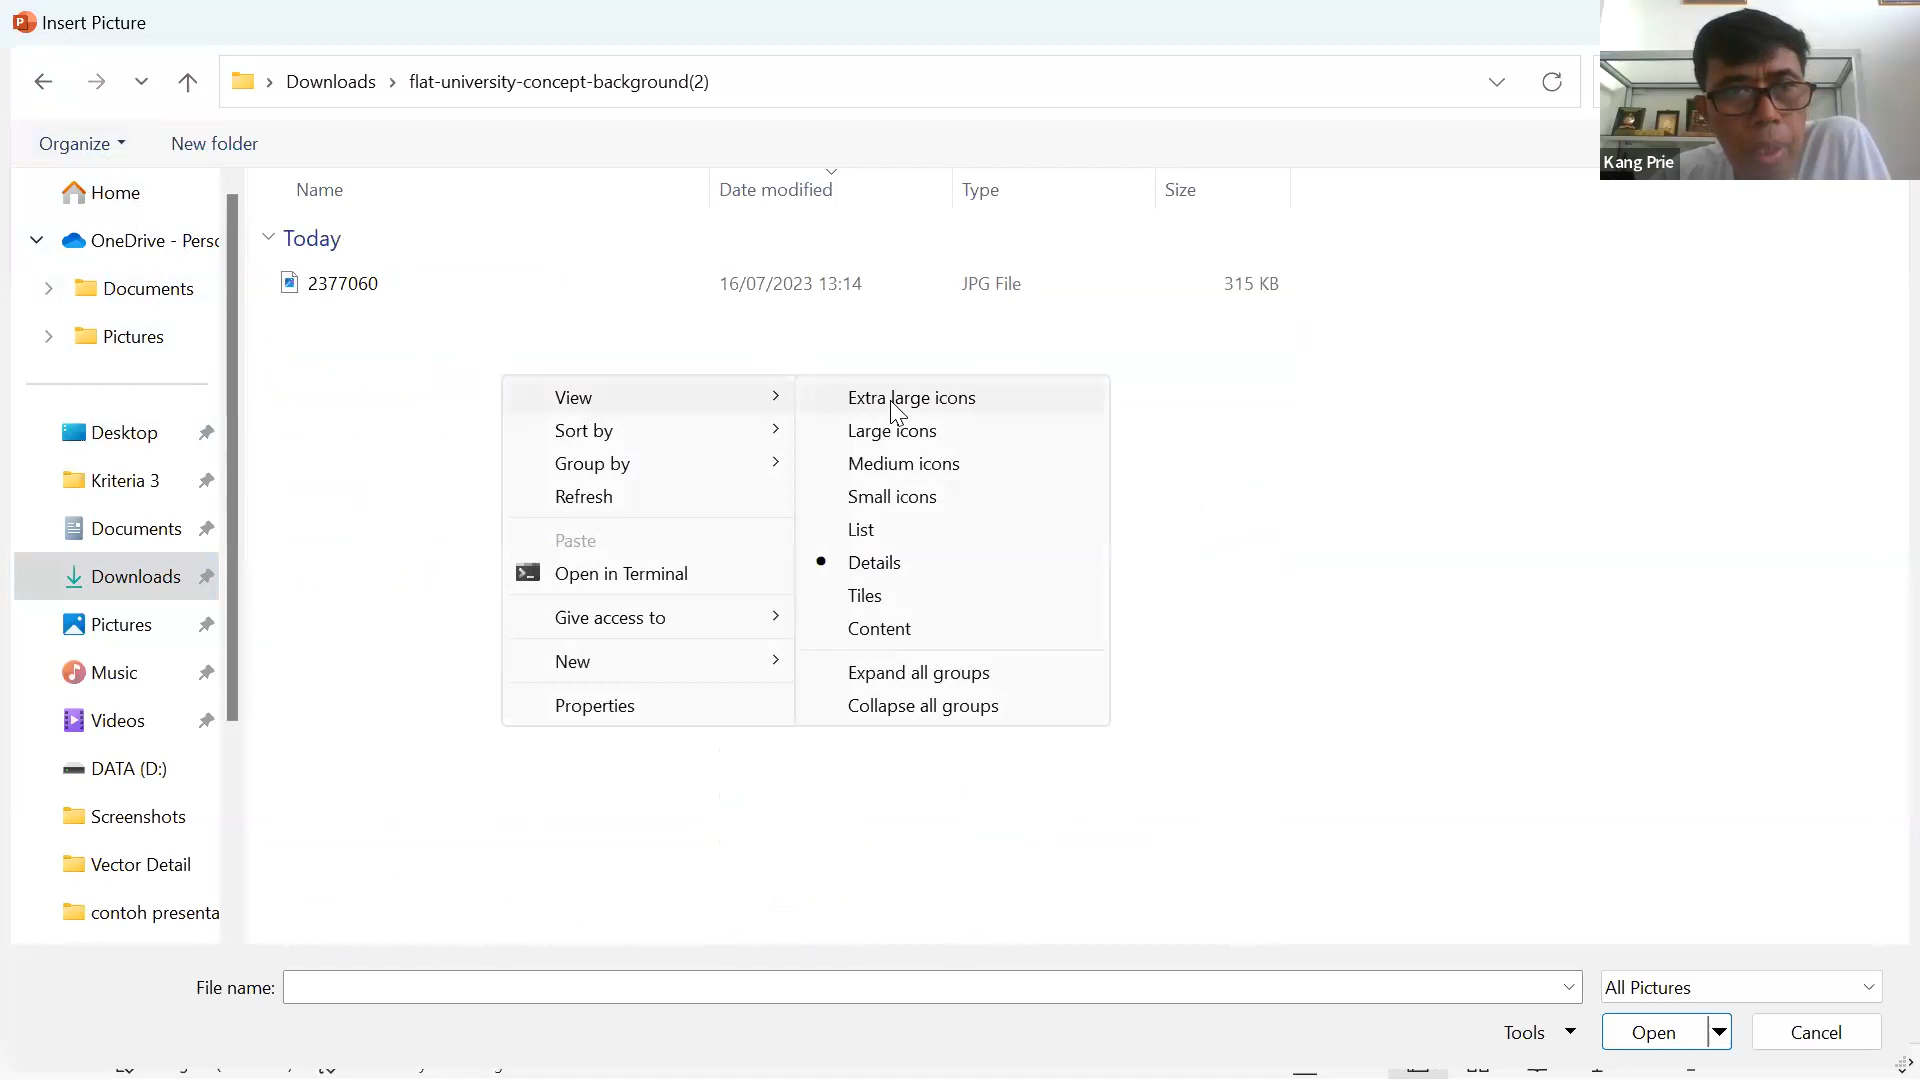 Insert Picture
Downloads
flat-university-concept-background(2)
Kang Prie
Organize
New folder
Name
Date modified
Type
Size
Home
OneDrive - Perso
Documents
Pictures
Desktop
Kriteria 3
Documents
Downloads
Pictures
Music
Videos
DATA (D:)
Screenshots
Vector Detail
contoh presenta
Today
2377060
16/07/2023 13:14
JPG File
315 KB
View
Sort by
Group by
Refresh
Paste
Open in Terminal
Give access to
New
Properties
Extra large icons
Large icons
Medium icons
Small icons
List
Details
Tiles
Content
Expand all groups
Collapse all groups
File name:
All Pictures
Tools
Open
Cancel